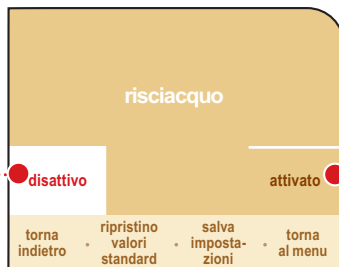 risciacquo
disattivo
attivato
torna
indietro
ripristino
valori
standard
salva
imposta-
zioni
torna
al menu